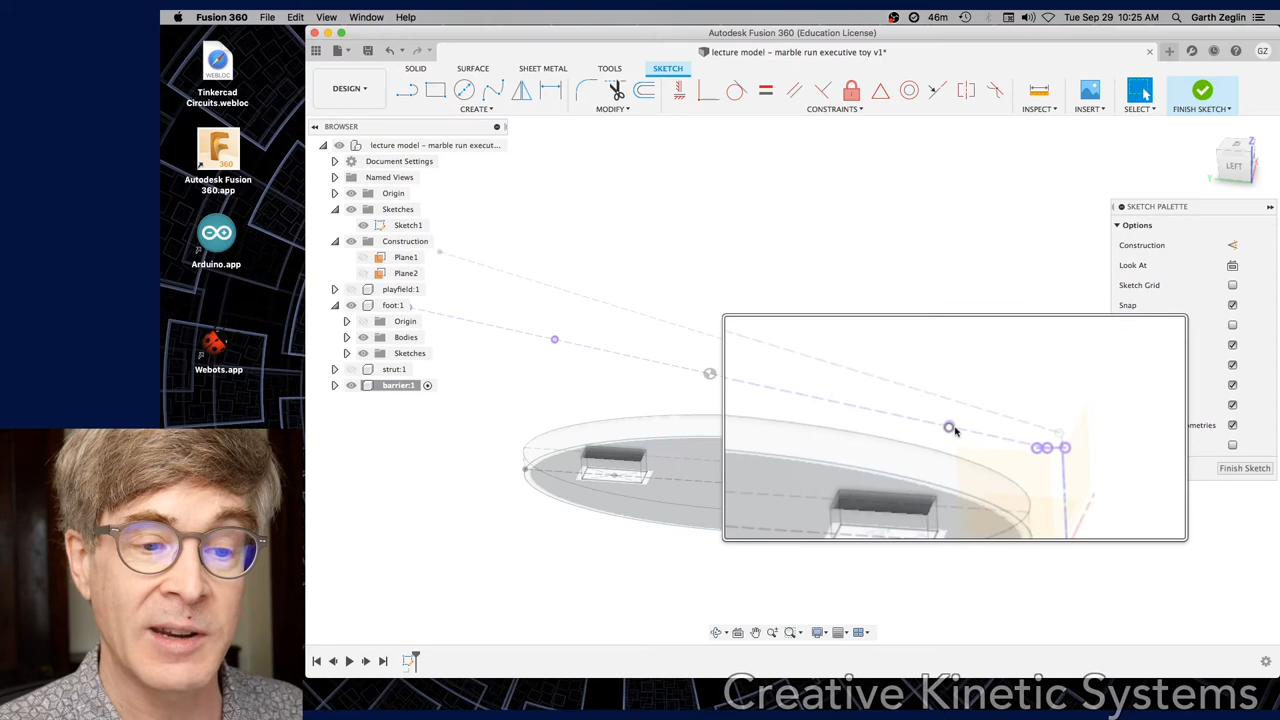 Fusion 360 File Edit View Window Help
46m Tue Sep 29 10:25 AM Garth Zeglin
Autodesk Fusion 360 (Education License)
lecture model – marble run executive toy v1*
GZ
DESIGN
SOLID SURFACE SHEET METAL TOOLS SKETCH
CREATE MODIFY CONSTRAINTS INSPECT INSERT SELECT FINISH SKETCH
BROWSER
lecture model – marble run execut...
Document Settings
Named Views
Origin
Sketches
Sketch1
Construction
Plane1
Plane2
playfield:1
foot:1
Origin
Bodies
Sketches
strut:1
barrier:1
Z
LEFT
Y
SKETCH PALETTE
Options
Construction
Look At
Sketch Grid
Snap
eometries
Finish Sketch
WEBLOC
Tinkercad
Circuits.webloc
360
Autodesk Fusion
360.app
Arduino.app
Webots.app
Creative Kinetic Systems